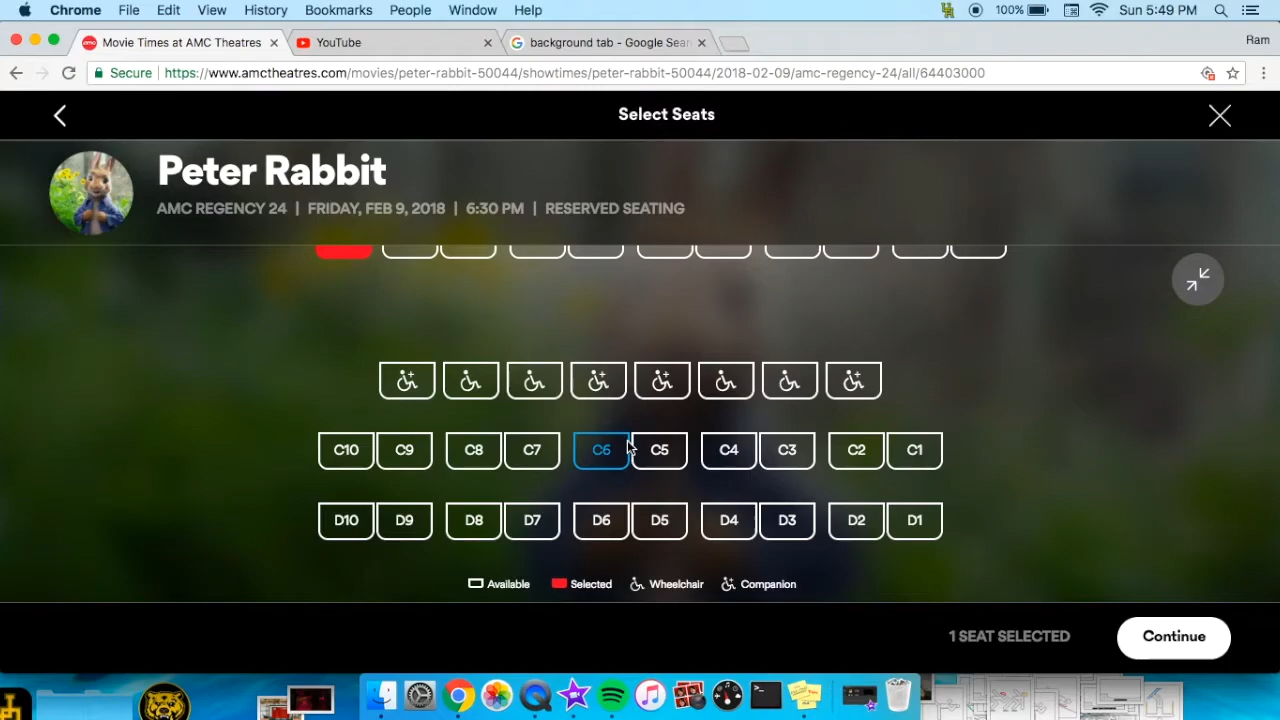 Chrome File Edit View History Bookmarks People Window Help 100% Sun 5:49 PM
Movie Times at AMC Theatres YouTube background tab - Google Sear Ram
Secure https://www.amctheatres.com/movies/peter-rabbit-50044/showtimes/peter-rabbit-50044/2018-02-09/amc-regency-24/all/64403000
Select Seats
Peter Rabbit
AMC REGENCY 24 | FRIDAY, FEB 9, 2018 | 6:30 PM | RESERVED SEATING
C10 C9 C8 C7 C6 C5 C4 C3 C2 C1
D10 D9 D8 D7 D6 D5 D4 D3 D2 D1
Available Selected Wheelchair Companion
1 SEAT SELECTED Continue